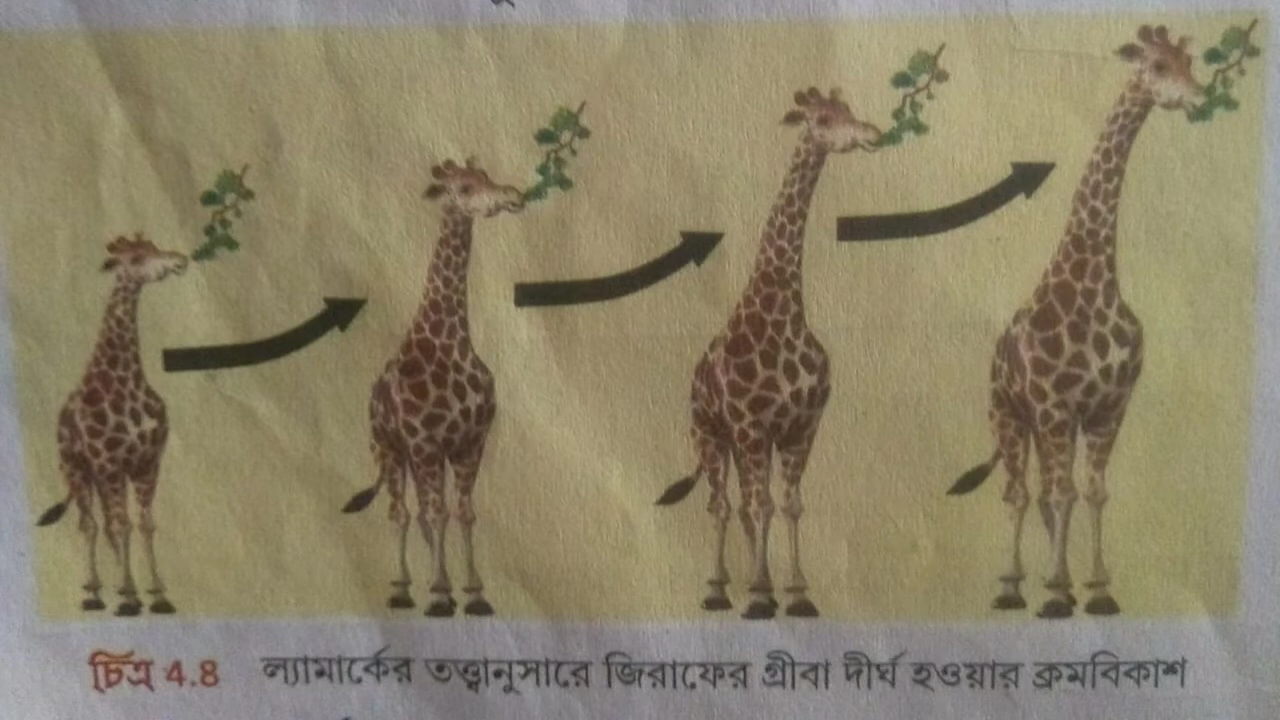 চিত্র 4.8 ল্যামার্কের তত্ত্বানুসারে জিরাফের গ্রীবা দীর্ঘ হওয়ার ক্রমবিকাশ